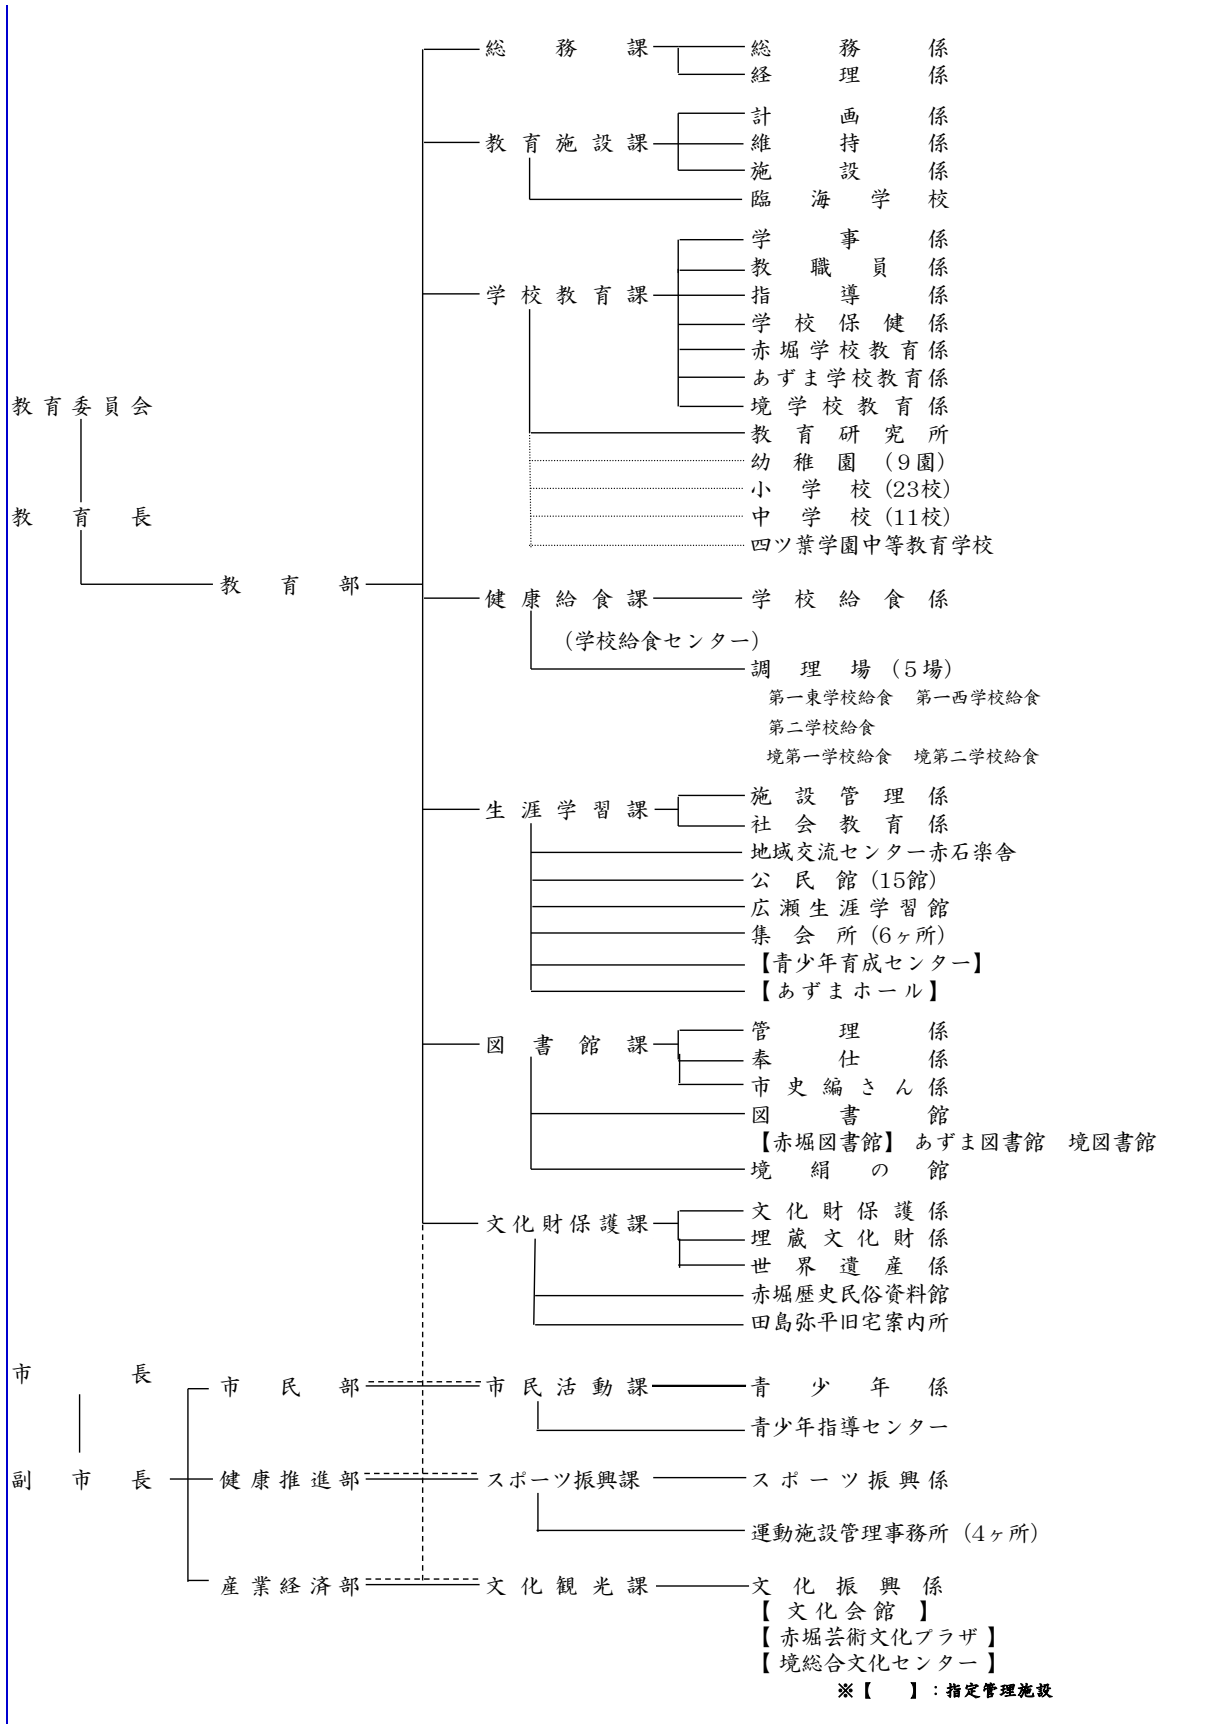 総務課 総務係
経理係
計画係
教育施設課 維持係
施設係
臨海学校
学事係
教職員係
学校教育課 指導係
学校保健係
赤堀学校教育係
あずま学校教育係
教育委員会 境学校教育係
教育研究所
幼稚園（9園）
小学校（23校）
教育長 中学校（11校）
四ツ葉学園中等教育学校
教育部 健康給食課 学校給食係
（学校給食センター）
調理場（5場）
第一東学校給食 第一西学校給食
第二学校給食
境第一学校給食 境第二学校給食
施設管理係
生涯学習課
社会教育係
地域交流センター赤石楽舎
公民館（15館）
広瀬生涯学習館
集会所（6ヶ所）
【青少年育成センター】
【あずまホール】
管理係
図書館課
奉仕係
市史編さん係
図書館
【赤堀図書館】 あずま図書館 境図書館
境絹の館
文化財保護係
文化財保護課
埋蔵文化財係
世界遺産係
赤堀歴史民俗資料館
田島弥平旧宅案内所
市長
市民部 市民活動課 青少年係
青少年指導センター
副市長 健康推進部 スポーツ振興課 スポーツ振興係
運動施設管理事務所（4ヶ所）
産業経済部 文化観光課 文化振興係
【文化会館】
【赤堀芸術文化プラザ】
【境総合文化センター】
※【　】：指定管理施設